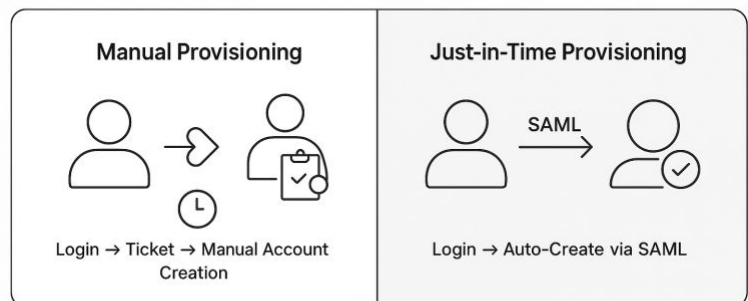 Manual Provisioning
Login → Ticket → Manual Account
Creation
Just-in-Time Provisioning
SAML
Login → Auto-Create via SAML